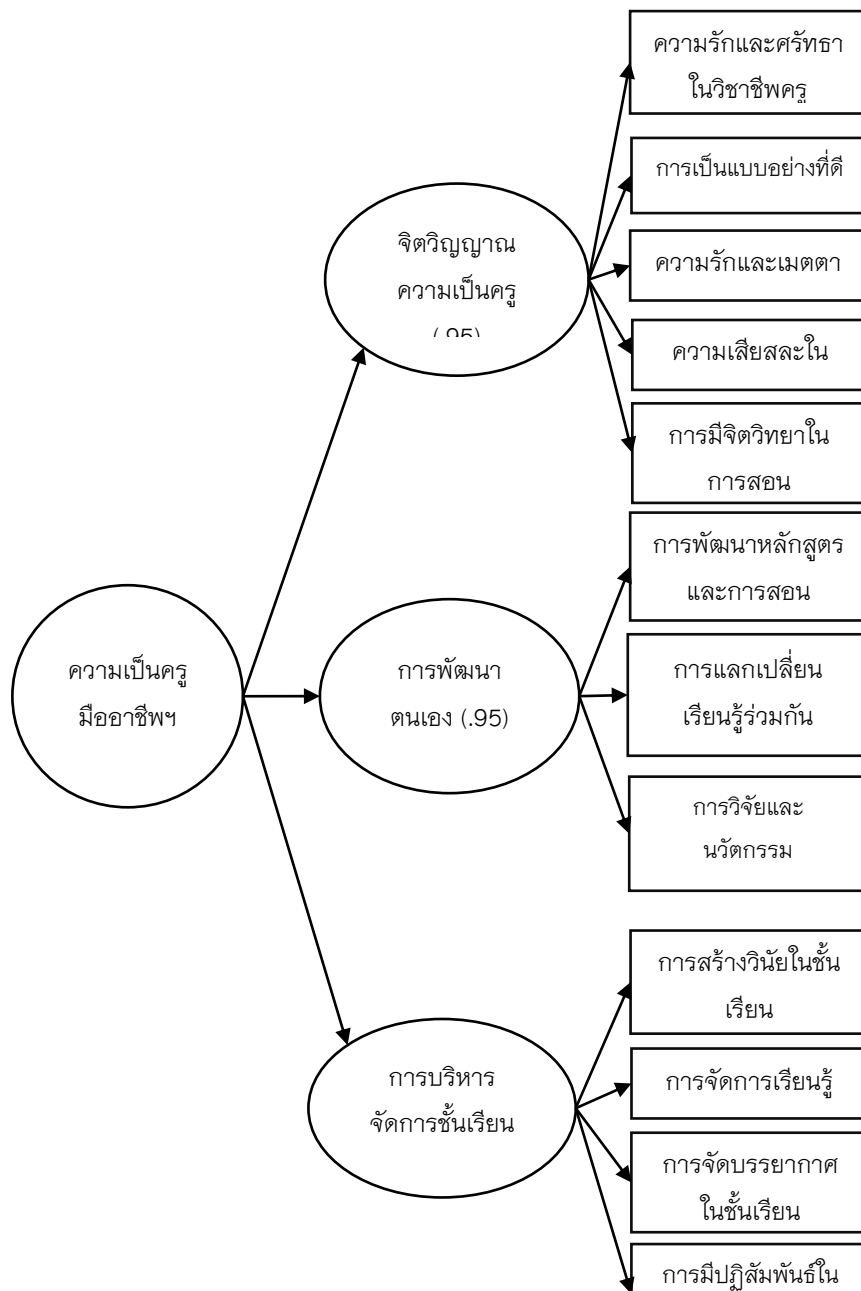 ความรักและศรัทธา
ในวิชาชีพครู
การเป็นแบบอย่างที่ดี
จิตวิญญาณ
ความเป็นครู
(.95)
ความรักและเมตตา
ความเสียสละใน
การมีจิตวิทยาใน
การสอน
การพัฒนาหลักสูตร
และการสอน
ความเป็นครู
มืออาชีพฯ
การพัฒนา
ตนเอง (.95)
การแลกเปลี่ยน
เรียนรู้ร่วมกัน
การวิจัยและ
นวัตกรรม
การสร้างวินัยในชั้น
เรียน
การบริหาร
จัดการชั้นเรียน
การจัดการเรียนรู้
การจัดบรรยากาศ
ในชั้นเรียน
การมีปฏิสัมพันธ์ใน